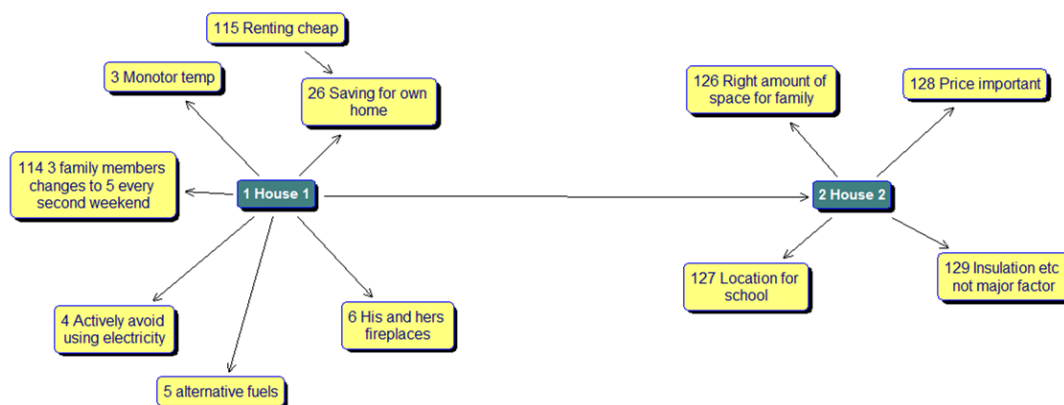 115 Renting cheap
3 Monotor temp
26 Saving for own
home
126 Right amount of
space for family
128 Price important
114 3 family members
changes to 5 every
second weekend
1 House 1
2 House 2
127 Location for
school
129 Insulation etc
not major factor
4 Actively avoid
using electricity
6 His and hers
fireplaces
5 alternative fuels